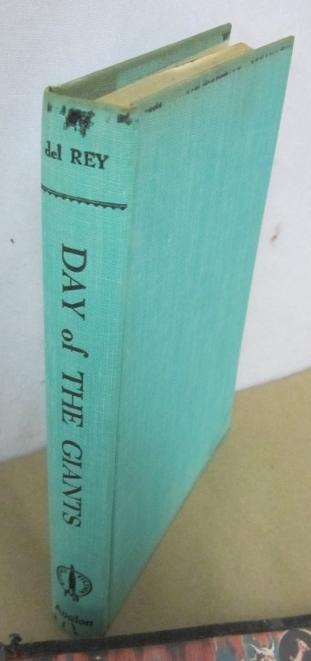 del REY
DAY of THE GIANTS
Avalon